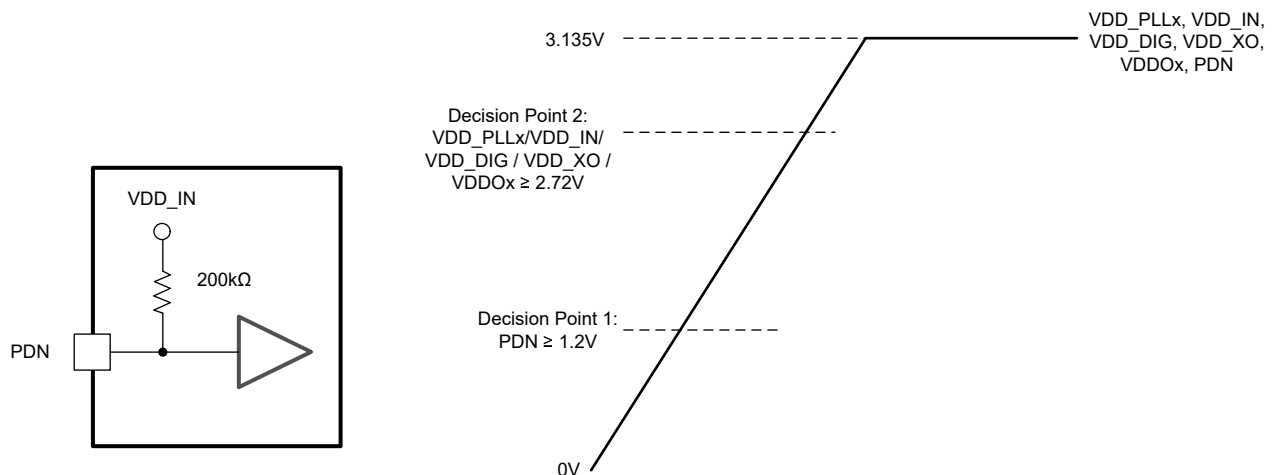 3.135V
VDD_PLLx, VDD_IN,
VDD_DIG, VDD_XO,
VDDOx, PDN
Decision Point 2:
VDD_PLLx/VDD_IN/
VDD_DIG / VDD_XO /
VDDOx ≥ 2.72V
VDD_IN
200kΩ
PDN
Decision Point 1:
PDN ≥ 1.2V
0V